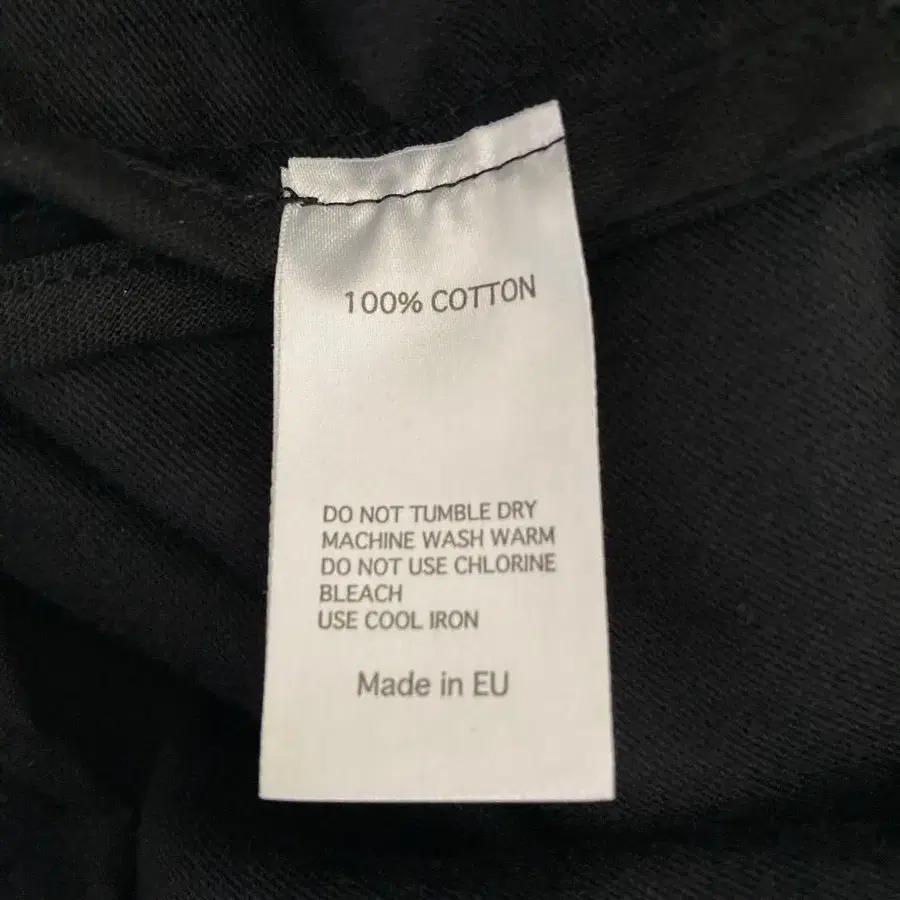 100% COTTON
DO NOT TUMBLE DRY
MACHINE WASH WARM
DO NOT USE CHLORINE
BLEACH
USE COOL IRON
Made in EU